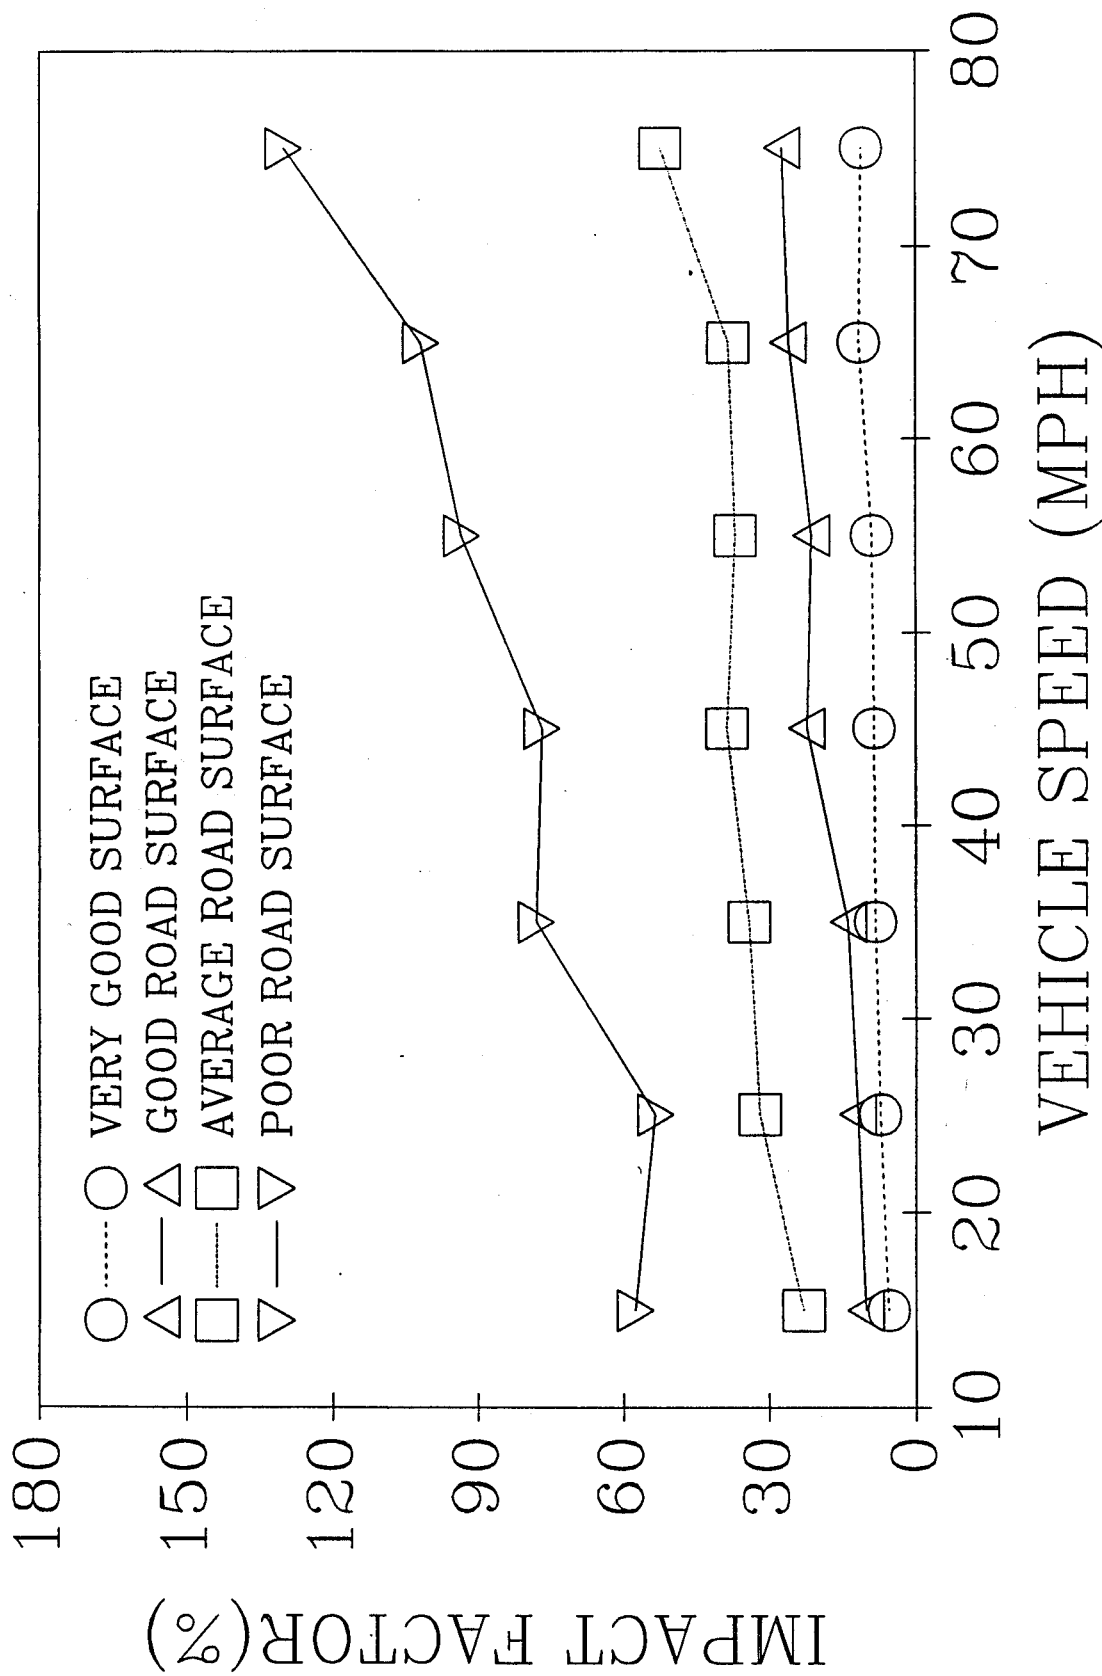 IMPACT FACTOR(%)
180
150
120
90
60
30
0
VERY GOOD SURFACE
GOOD ROAD SURFACE
AVERAGE ROAD SURFACE
POOR ROAD SURFACE
10 20 30 40 50 60 70 80
VEHICLE SPEED (MPH)